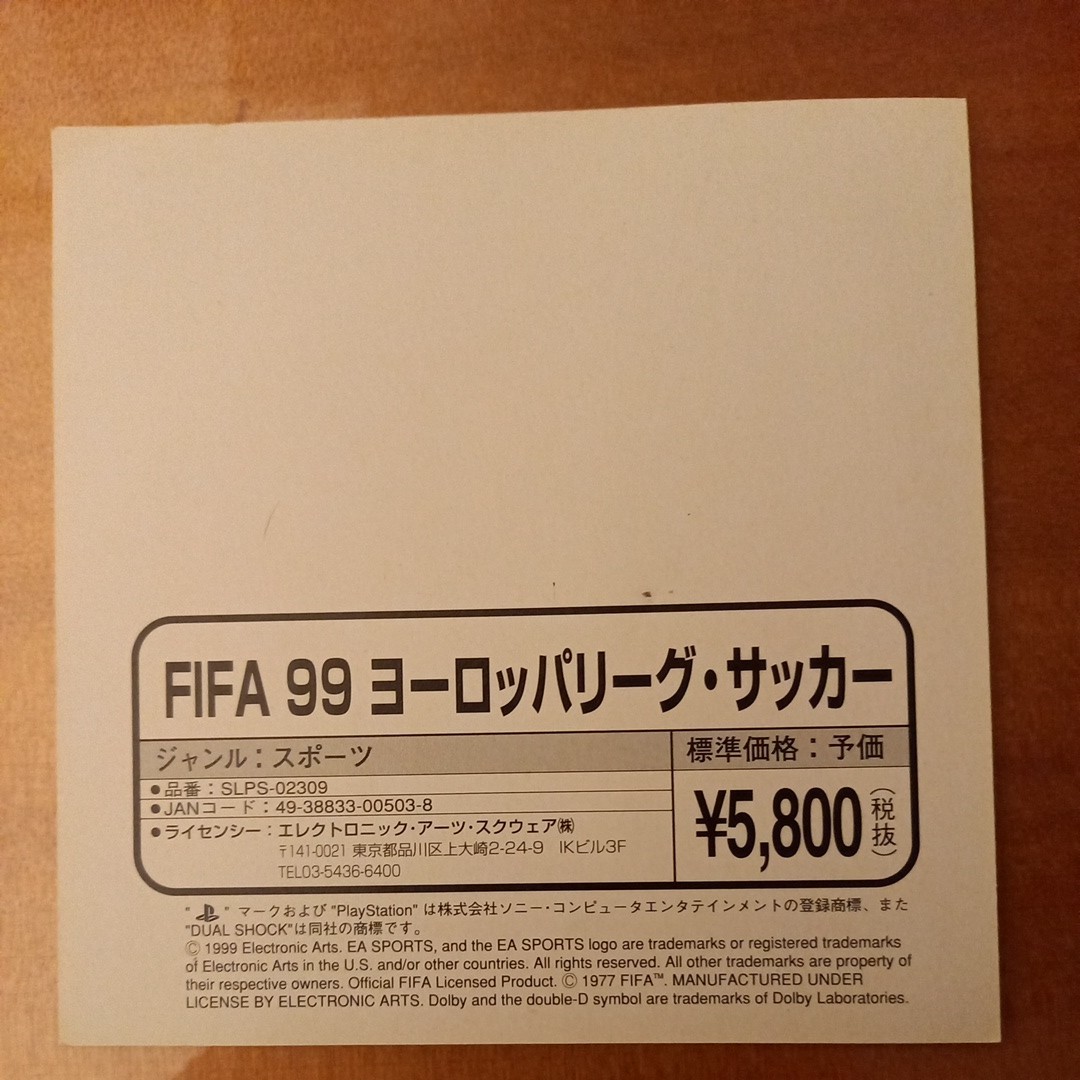 FIFA 99 ヨーロッパリーグ・サッカー
ジャンル：スポーツ
標準価格：予価
●品番：SLPS-02309
●JANコード：49-38833-00503-8
●ライセンシー：エレクトロニック・アーツ・スクウェア㈱
〒141-0021 東京都品川区上大崎2-24-9 IKビル3F
TEL03-5436-6400
¥5,800（税抜）
" " マークおよび "PlayStation" は株式会社ソニー・コンピュータエンタテインメントの登録商標、また
"DUAL SHOCK"は同社の商標です。
© 1999 Electronic Arts. EA SPORTS, and the EA SPORTS logo are trademarks or registered trademarks
of Electronic Arts in the U.S. and/or other countries. All rights reserved. All other trademarks are property of
their respective owners. Official FIFA Licensed Product. © 1977 FIFA™. MANUFACTURED UNDER
LICENSE BY ELECTRONIC ARTS. Dolby and the double-D symbol are trademarks of Dolby Laboratories.